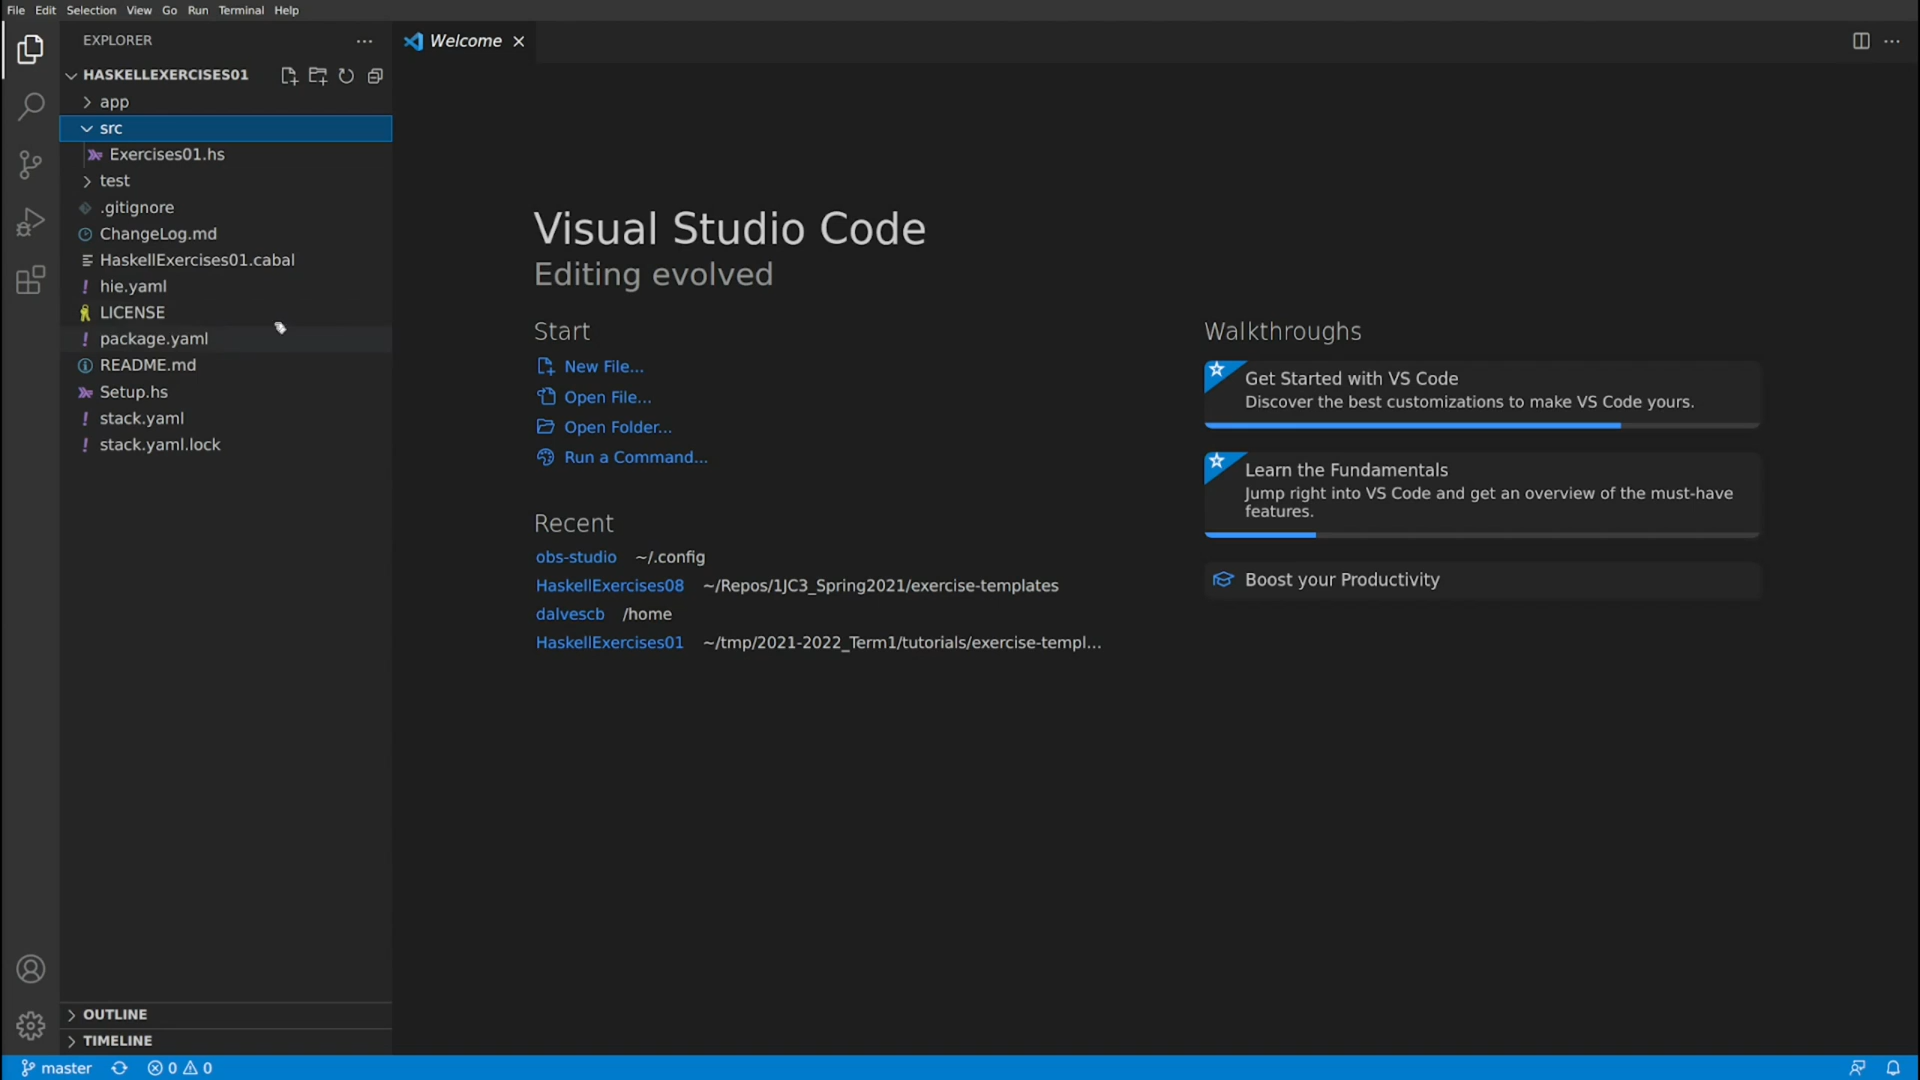 File Edit Selection View Go Run Terminal Help
EXPLORER
HASKELLEXERCISES01
app
src
Exercises01.hs
test
.gitignore
ChangeLog.md
HaskellExercises01.cabal
hie.yaml
LICENSE
package.yaml
README.md
Setup.hs
stack.yaml
stack.yaml.lock
OUTLINE
TIMELINE
Welcome
Visual Studio Code
Editing evolved
Start
New File...
Open File...
Open Folder...
Run a Command...
Recent
obs-studio ~/.config
HaskellExercises08 ~/Repos/1JC3_Spring2021/exercise-templates
dalvescb /home
HaskellExercises01 ~/tmp/2021-2022_Term1/tutorials/exercise-templ...
Walkthroughs
Get Started with VS Code
Discover the best customizations to make VS Code yours.
Learn the Fundamentals
Jump right into VS Code and get an overview of the must-have
features.
Boost your Productivity
master 0 0